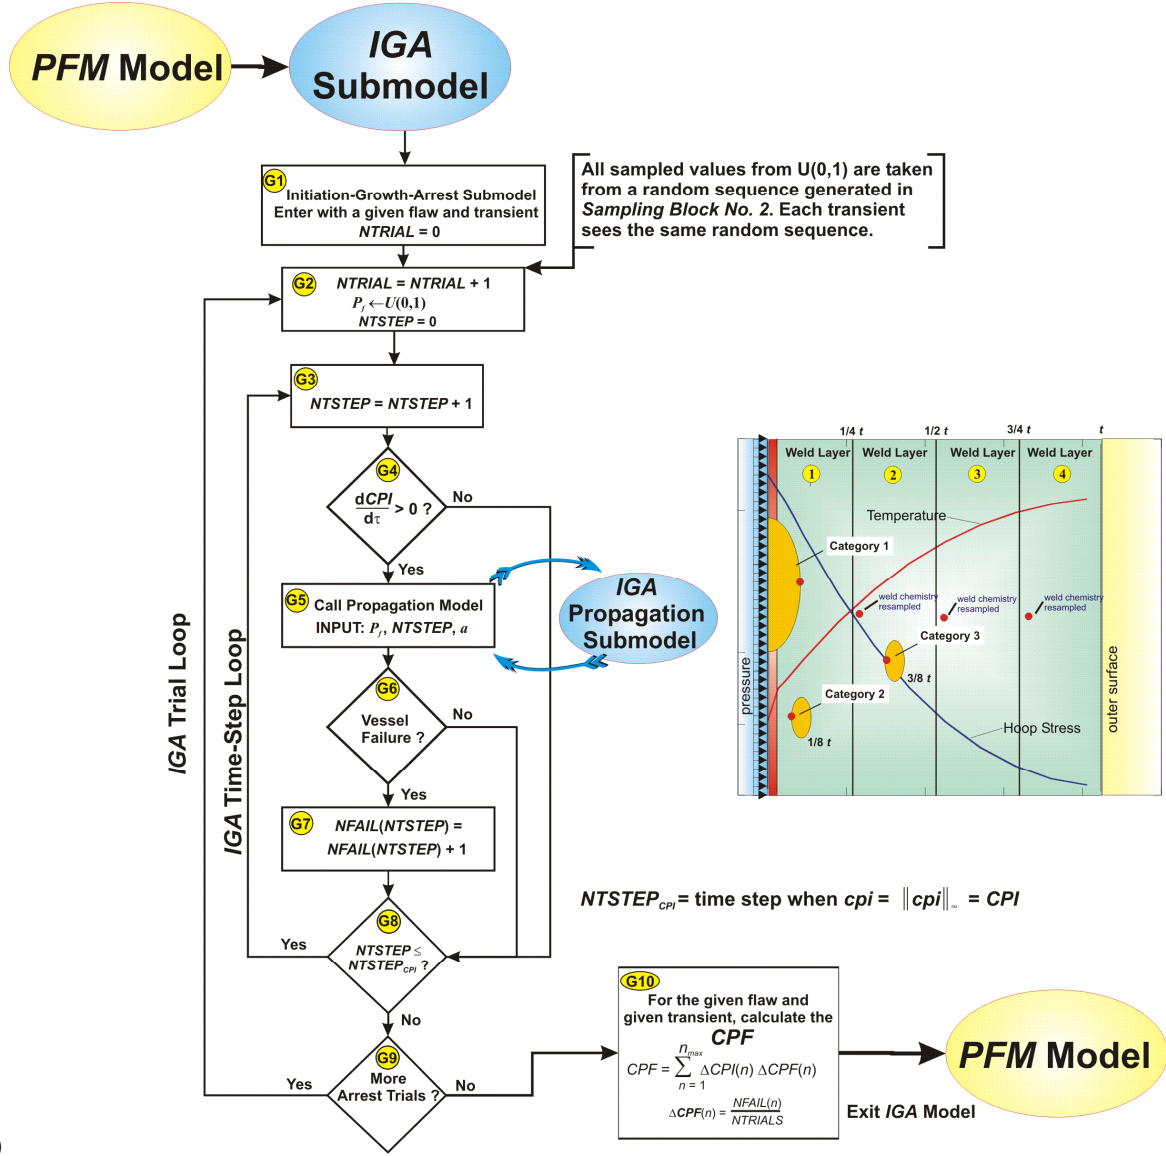 PFM Model
IGA
Submodel
G1
Initiation-Growth-Arrest Submodel
Enter with a given flaw and transient
NTRIAL = 0
All sampled values from U(0,1) are taken
from a random sequence generated in
Sampling Block No. 2. Each transient
sees the same random sequence.
G2
NTRIAL = NTRIAL + 1
Pf ←U(0,1)
NTSTEP = 0
G3
NTSTEP = NTSTEP + 1
G4
dCPI
dτ
> 0 ?
No
Yes
G5
Call Propagation Model
INPUT: Pf, NTSTEP, a
IGA
Propagation
Submodel
G6
Vessel
Failure ?
No
Yes
G7
NFAIL(NTSTEP) =
NFAIL(NTSTEP) + 1
G8
NTSTEP ≤
NTSTEPCPI ?
Yes
No
G9
More
Arrest Trials ?
Yes
No
IGA Trial Loop
IGA Time-Step Loop
1/4 t
1/2 t
3/4 t
t
Weld Layer
1
Weld Layer
2
Weld Layer
3
Weld Layer
4
Temperature
Category 1
weld chemistry
resampled
weld chemistry
resampled
weld chemistry
resampled
Category 3
3/8 t
Category 2
1/8 t
Hoop Stress
pressure
outer surface
NTSTEPCPI = time step when cpi = ||cpi||∞ = CPI
G10
For the given flaw and
given transient, calculate the
CPF
nmax
CPF = ∑ ΔCPI(n) ΔCPF(n)
n = 1
ΔCPF(n) = NFAIL(n)
NTRIALS
PFM Model
Exit IGA Model